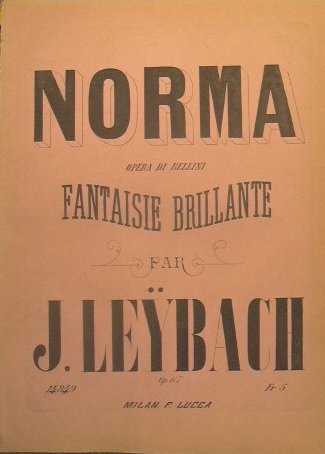 NORMA
OPERA DI BELLINI
FANTAISIE BRILLANTE
PAR
J. LEŸBACH
Op. 67
14849 Fr 5
MILAN. F. LUCCA